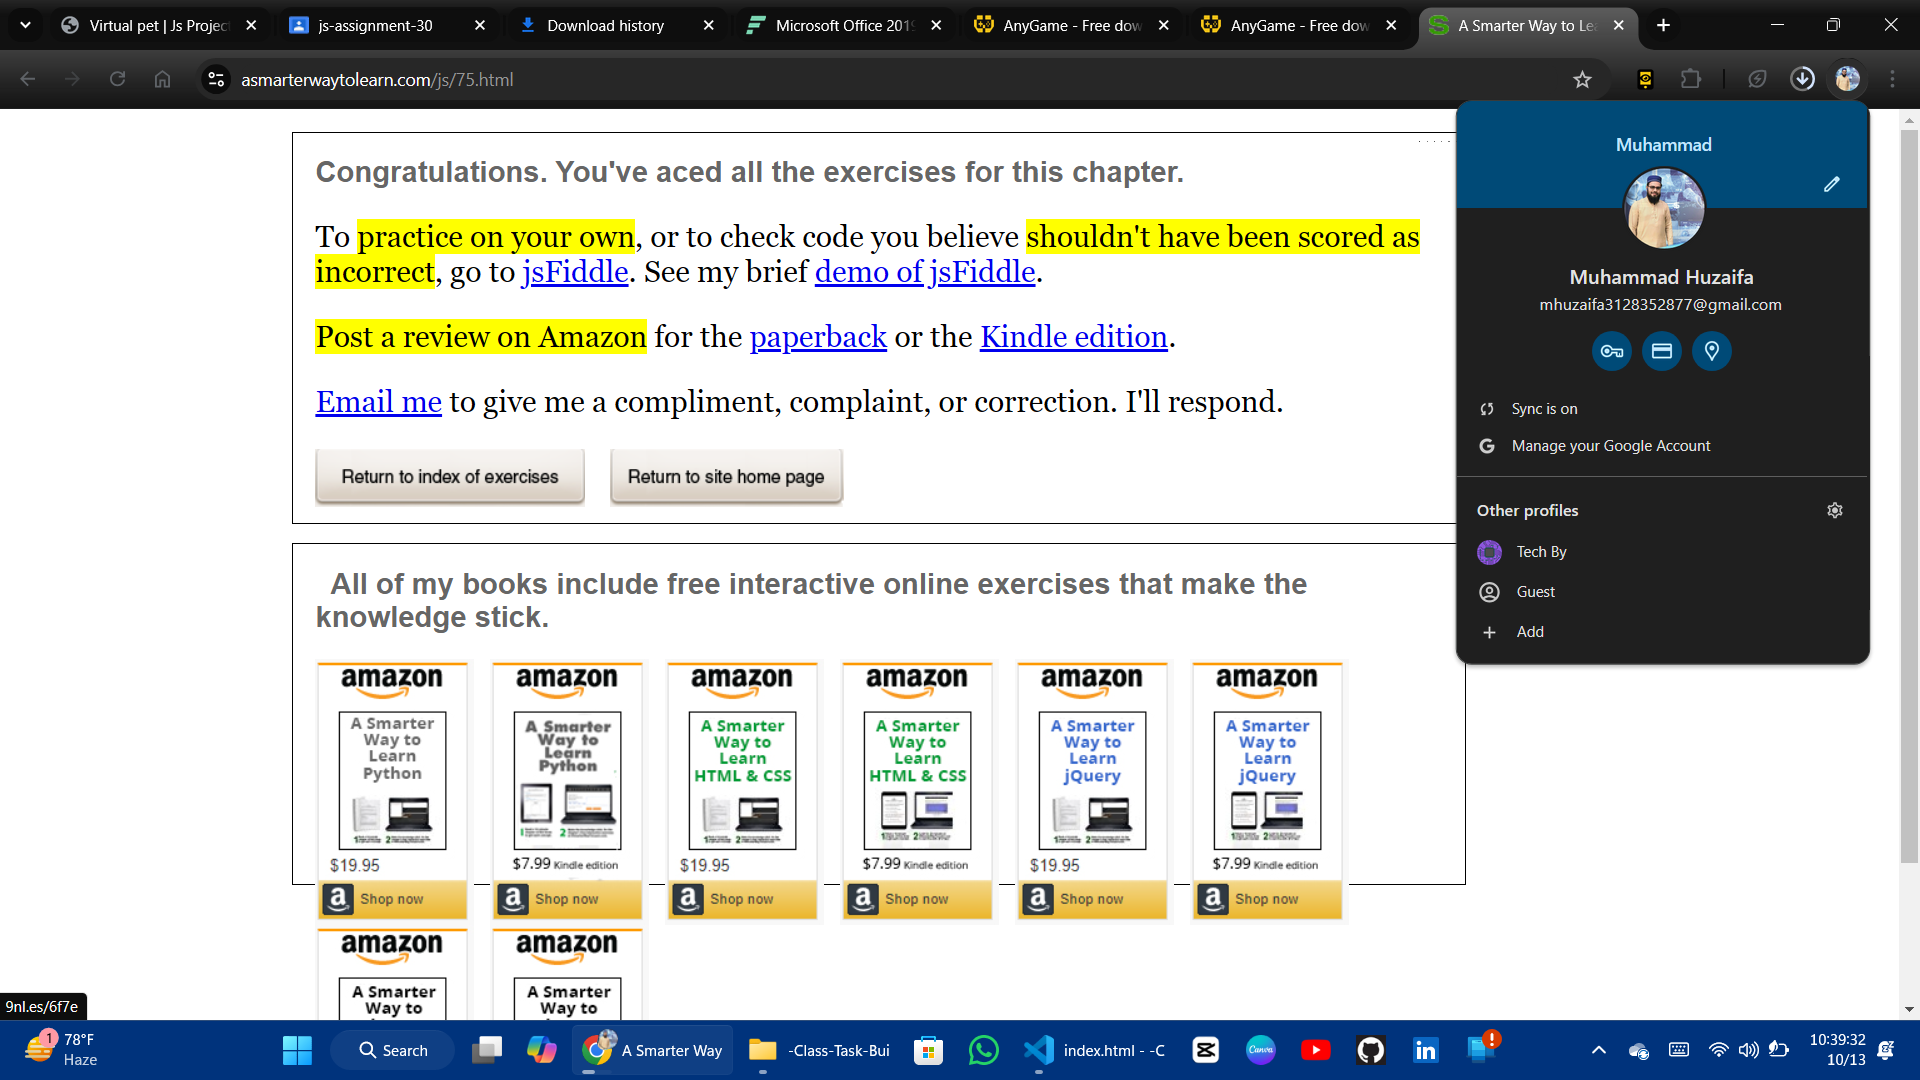 Virtual pet | Js Projec
js-assignment-30
Download history
Microsoft Office 2019
AnyGame - Free dow
AnyGame - Free dow
A Smarter Way to Le
asmarterwaytolearn.com/js/75.html
Congratulations. You've aced all the exercises for this chapter.
To practice on your own, or to check code you believe shouldn't have been scored as
incorrect, go to jsFiddle. See my brief demo of jsFiddle.
Post a review on Amazon for the paperback or the Kindle edition.
Email me to give me a compliment, complaint, or correction. I'll respond.
Return to index of exercises
Return to site home page
Muhammad
Muhammad Huzaifa
mhuzaifa3128352877@gmail.com
Sync is on
Manage your Google Account
Other profiles
Tech By
Guest
Add
All of my books include free interactive online exercises that make the
knowledge stick.
amazon
A Smarter
Way to
Learn
Python
$19.95
Shop now
amazon
A Smarter
Way to
Learn
Python
$7.99 Kindle edition
Shop now
amazon
A Smarter
Way to
Learn
HTML & CSS
$19.95
Shop now
amazon
A Smarter
Way to
Learn
HTML & CSS
$7.99 Kindle edition
Shop now
amazon
A Smarter
Way to
Learn
jQuery
$19.95
Shop now
amazon
A Smarter
Way to
Learn
jQuery
$7.99 Kindle edition
Shop now
amazon
A Smarter
Way to
amazon
A Smarter
Way to
9nl.es/6f7e
1
78°F
Haze
Search
A Smarter Way
-Class-Task-Bui
index.html - -C
Canva
10:39:32
10/13